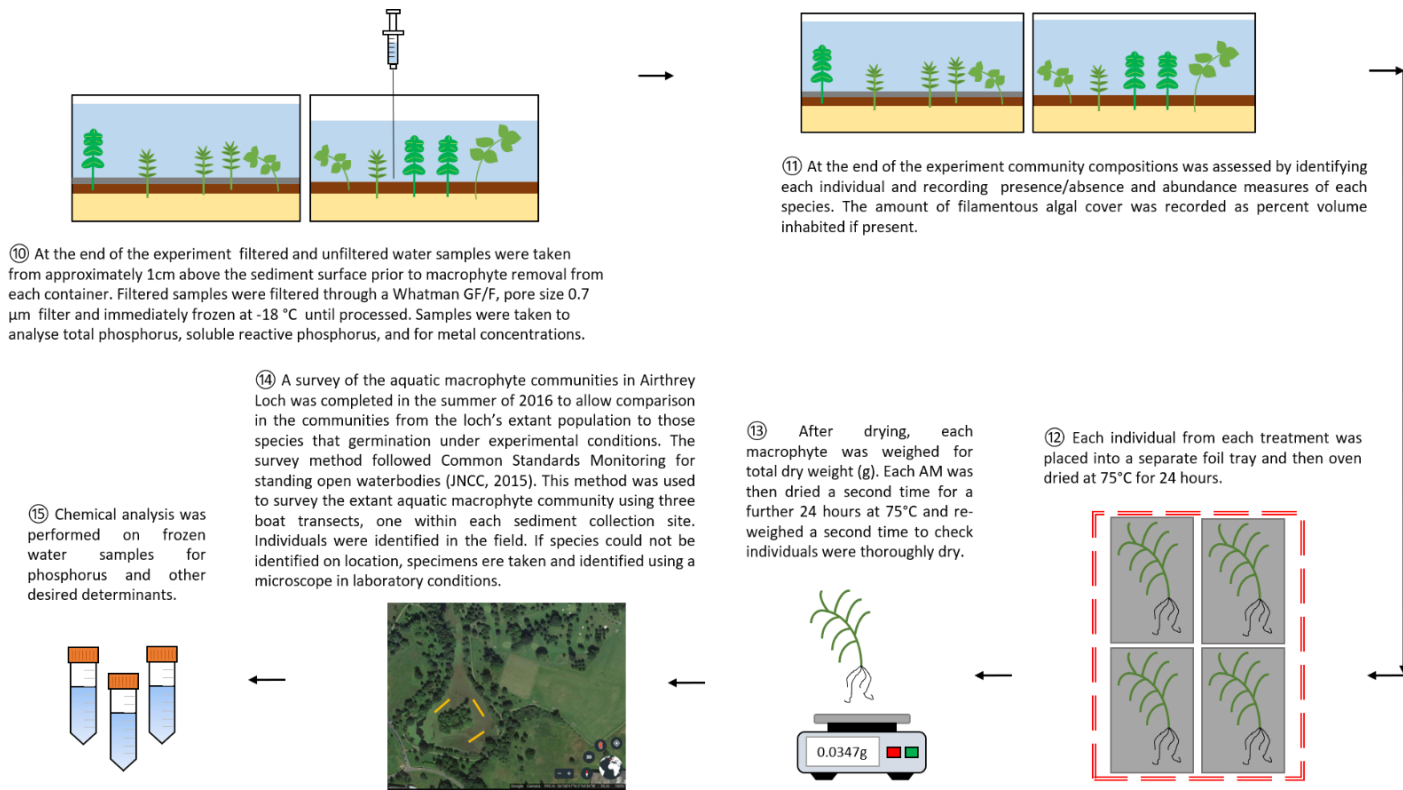 ⑩ At the end of the experiment filtered and unfiltered water samples were taken
from approximately 1cm above the sediment surface prior to macrophyte removal from
each container. Filtered samples were filtered through a Whatman GF/F, pore size 0.7
µm filter and immediately frozen at -18 °C until processed. Samples were taken to
analyse total phosphorus, soluble reactive phosphorus, and for metal concentrations.
⑪ At the end of the experiment community compositions was assessed by identifying
each individual and recording presence/absence and abundance measures of each
species. The amount of filamentous algal cover was recorded as percent volume
inhabited if present.
⑫ Each individual from each treatment was
placed into a separate foil tray and then oven
dried at 75°C for 24 hours.
⑬ After drying, each
macrophyte was weighed for
total dry weight (g). Each AM was
then dried a second time for a
further 24 hours at 75°C and re-
weighed a second time to check
individuals were thoroughly dry.
0.0347g
⑭ A survey of the aquatic macrophyte communities in Airthrey
Loch was completed in the summer of 2016 to allow comparison
in the communities from the loch's extant population to those
species that germination under experimental conditions. The
survey method followed Common Standards Monitoring for
standing open waterbodies (JNCC, 2015). This method was used
to survey the extant aquatic macrophyte community using three
boat transects, one within each sediment collection site.
Individuals were identified in the field. If species could not be
identified on location, specimens ere taken and identified using a
microscope in laboratory conditions.
⑮ Chemical analysis was
performed on frozen
water samples for
phosphorus and other
desired determinants.